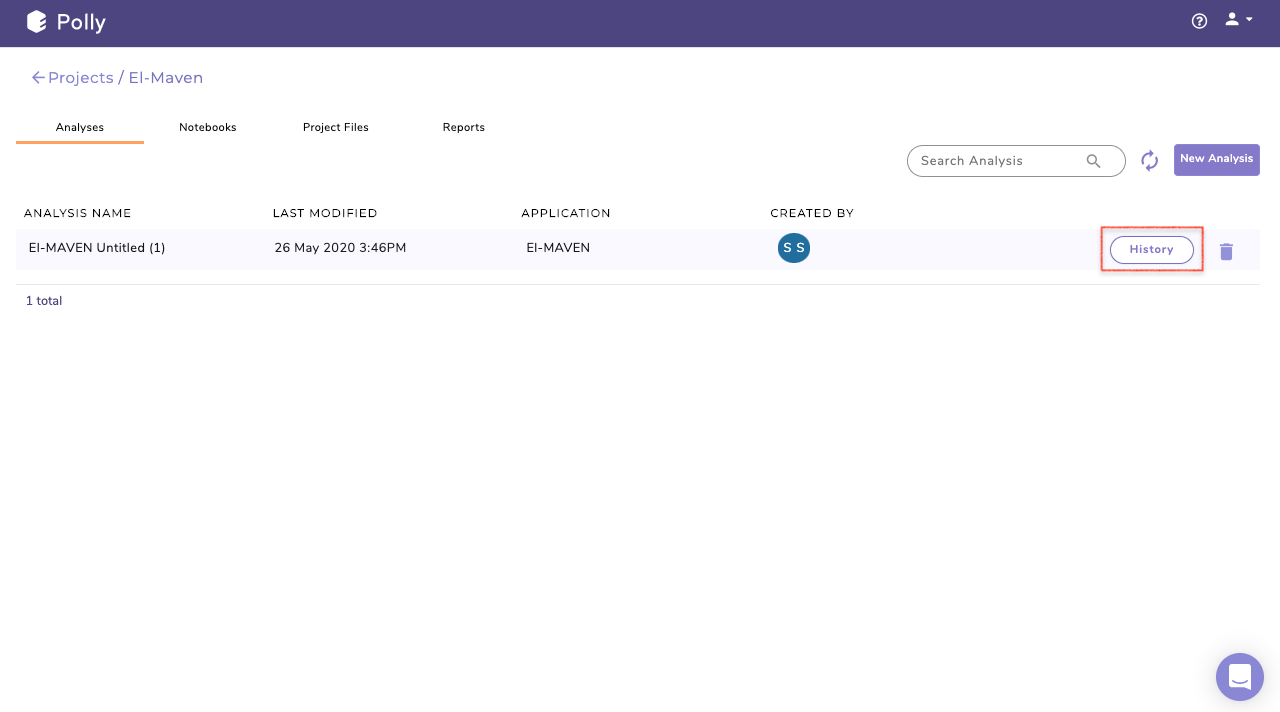 Polly
Projects / El-Maven
Analyses Notebooks Project Files Reports
Search Analysis New Analysis
ANALYSIS NAME LAST MODIFIED APPLICATION CREATED BY
El-MAVEN Untitled (1) 26 May 2020 3:46PM El-MAVEN S S History
1 total